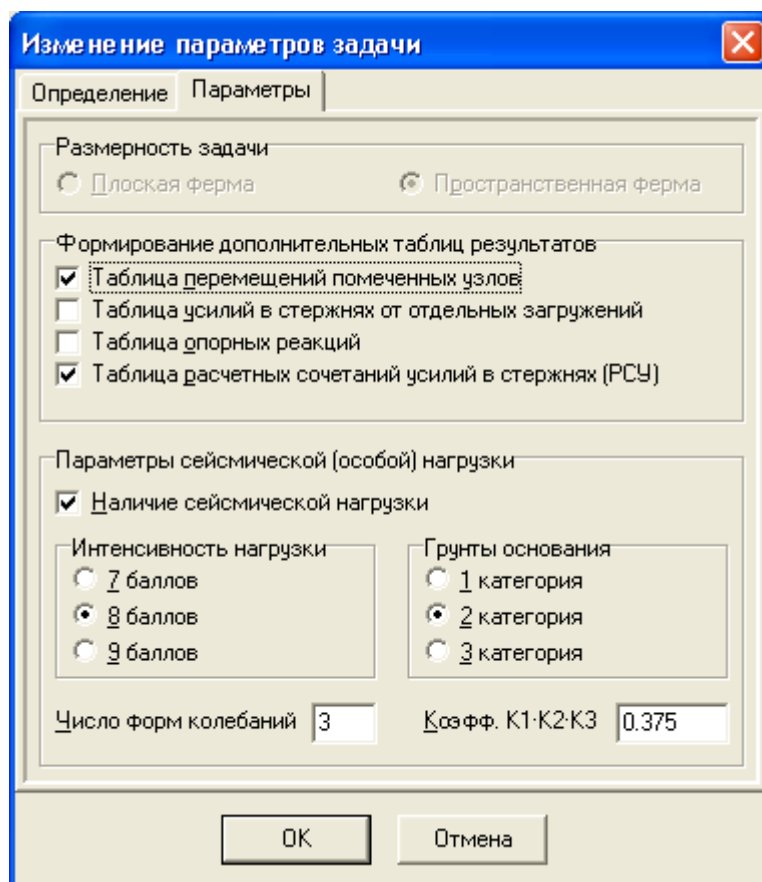 Изменение параметров задачи
Определение Параметры
Размерность задачи
Плоская ферма Пространственная ферма
Формирование дополнительных таблиц результатов
Таблица перемещений помеченных узлов
Таблица усилий в стержнях от отдельных загружений
Таблица опорных реакций
Таблица расчетных сочетаний усилий в стержнях (РСУ)
Параметры сейсмической (особой) нагрузки
Наличие сейсмической нагрузки
Интенсивность нагрузки Грунты основания
7 баллов 1 категория
8 баллов 2 категория
9 баллов 3 категория
Число форм колебаний 3 Коэфф. К1·К2·К3 0.375
OK Отмена